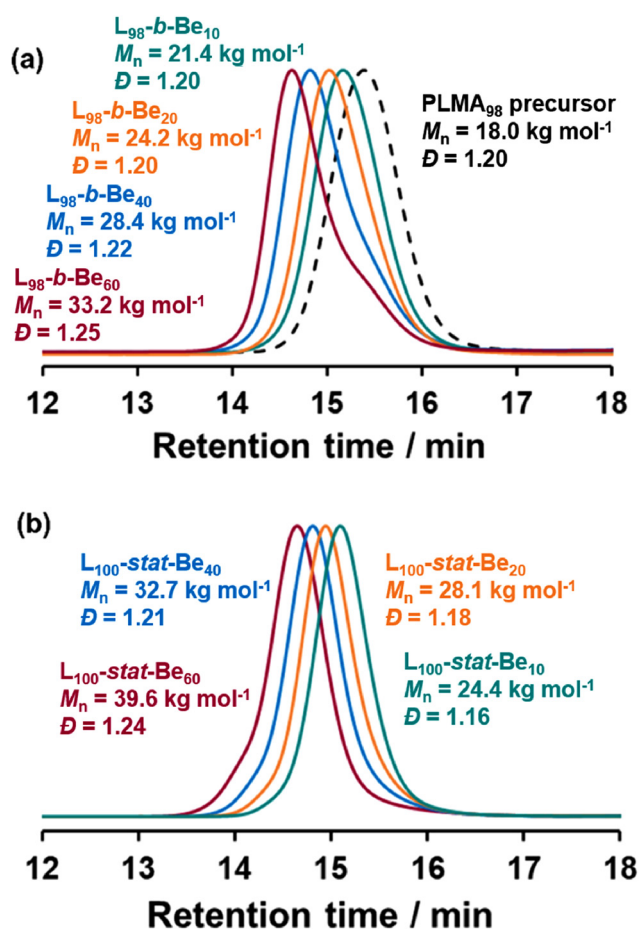 (a)
L98-b-Be10
Mn = 21.4 kg mol-1
Đ = 1.20
L98-b-Be20
Mn = 24.2 kg mol-1
Đ = 1.20
L98-b-Be40
Mn = 28.4 kg mol-1
Đ = 1.22
L98-b-Be60
Mn = 33.2 kg mol-1
Đ = 1.25
PLMA98 precursor
Mn = 18.0 kg mol-1
Đ = 1.20
12 13 14 15 16 17 18
Retention time / min
(b)
L100-stat-Be40
Mn = 32.7 kg mol-1
Đ = 1.21
L100-stat-Be60
Mn = 39.6 kg mol-1
Đ = 1.24
L100-stat-Be20
Mn = 28.1 kg mol-1
Đ = 1.18
L100-stat-Be10
Mn = 24.4 kg mol-1
Đ = 1.16
12 13 14 15 16 17 18
Retention time / min